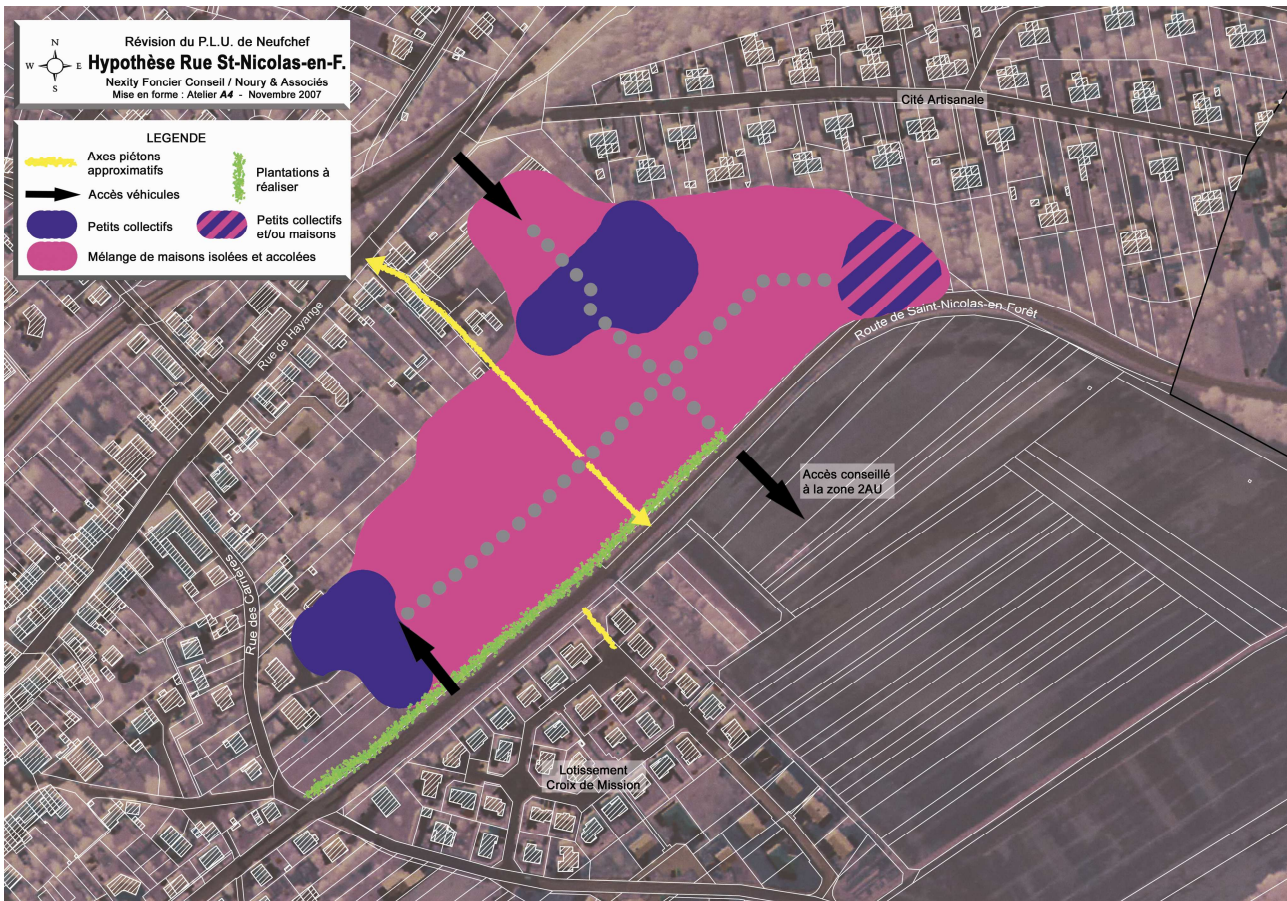 N
W E
S
Révision du P.L.U. de Neufchef
Hypothèse Rue St-Nicolas-en-F.
Nexity Foncier Conseil / Noury & Associés
Mise en forme : Atelier A4 - Novembre 2007
LEGENDE
Axes piétons
approximatifs
Plantations à
réaliser
Accès véhicules
Petits collectifs
Petits collectifs
et/ou maisons
Mélange de maisons isolées et accolées
Cité Artisanale
Rue de Hayange
Route de Saint-Nicolas-en Forêt
Accès conseillé
à la zone 2AU
Rue des Carrières
Lotissement
Croix de Mission